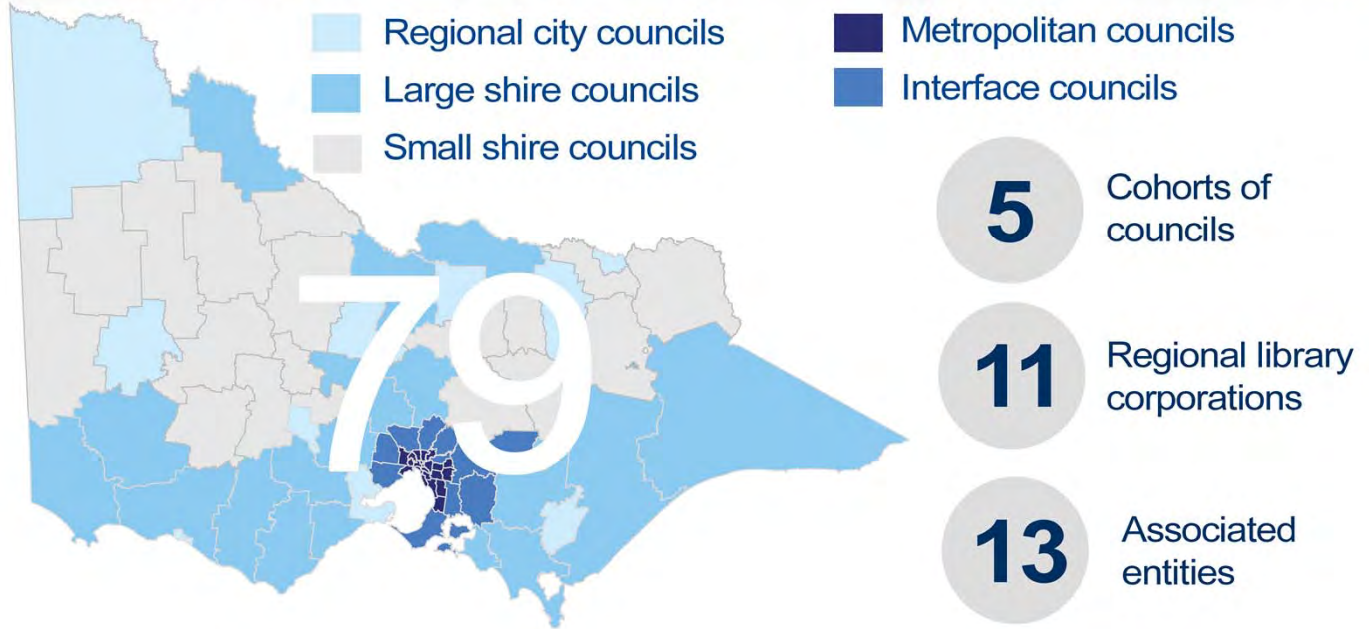 Regional city councils
Large shire councils
Small shire councils
Metropolitan councils
Interface councils
79
5
Cohorts of
councils
11
Regional library
corporations
13
Associated
entities